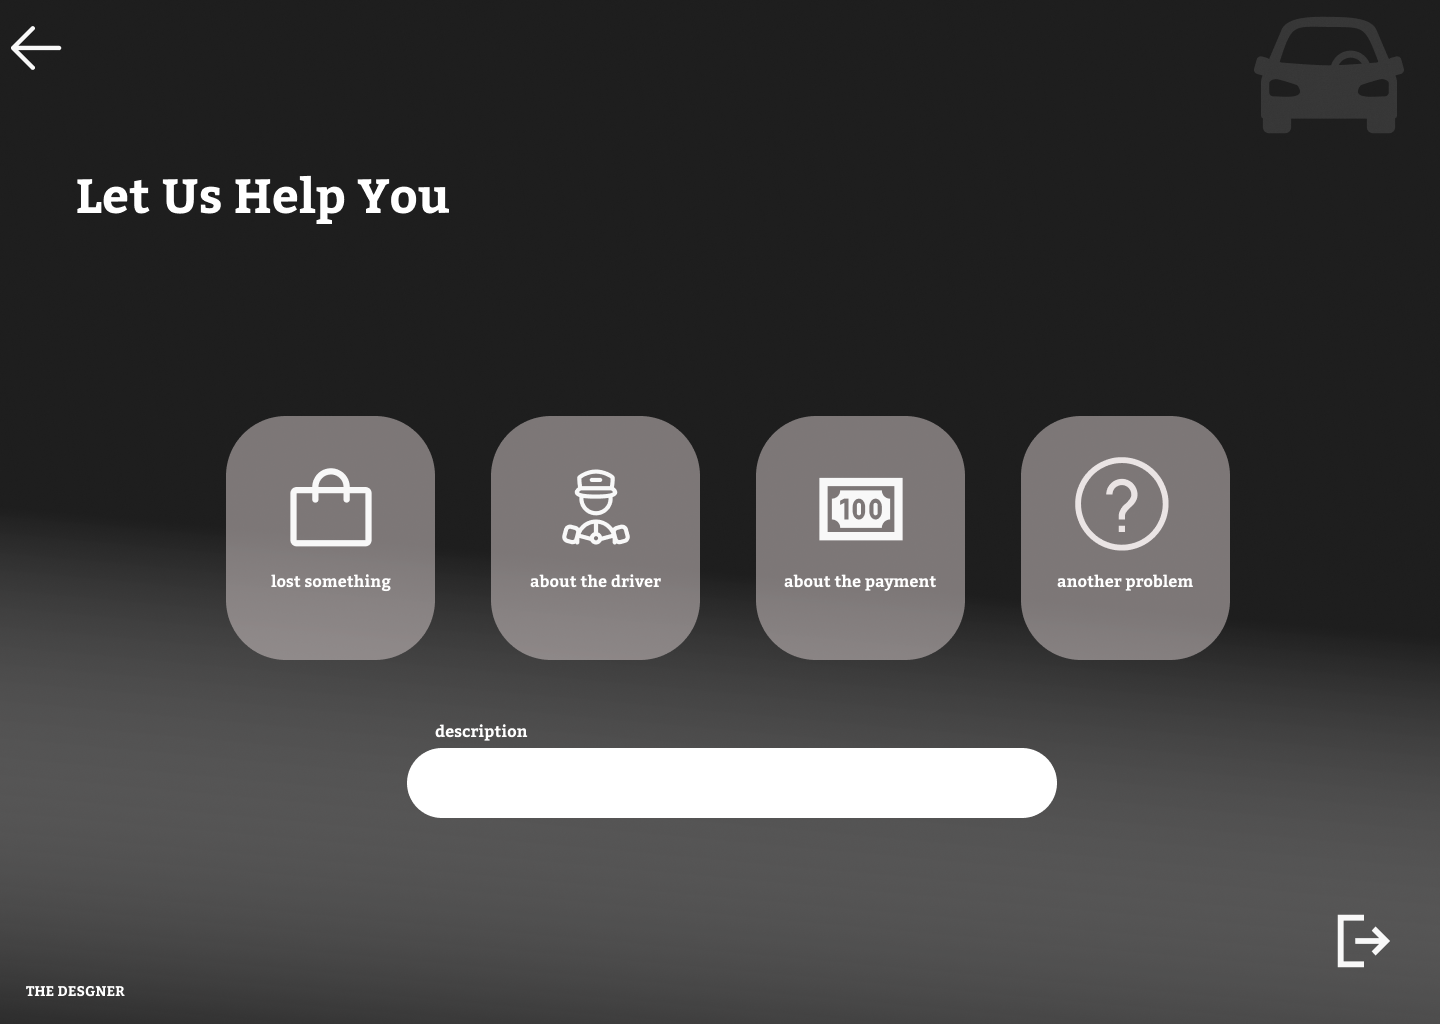 Let Us Help You
100
lost something
about the driver
about the payment
another problem
description
THE DESGNER